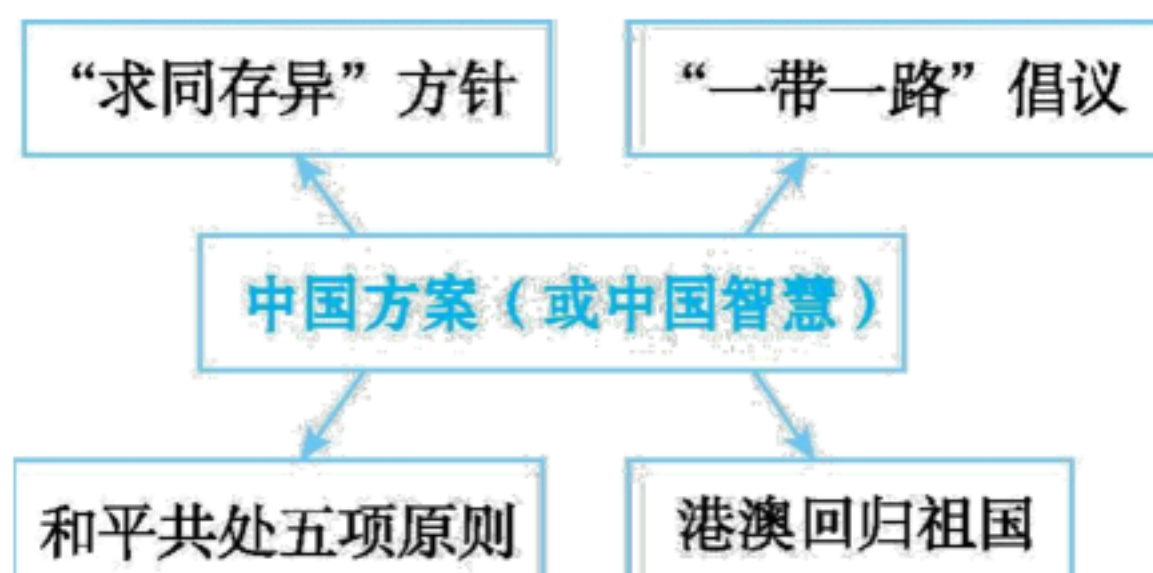 “求同存异”方针
“一带一路”倡议
中国方案（或中国智慧）
和平共处五项原则
港澳回归祖国